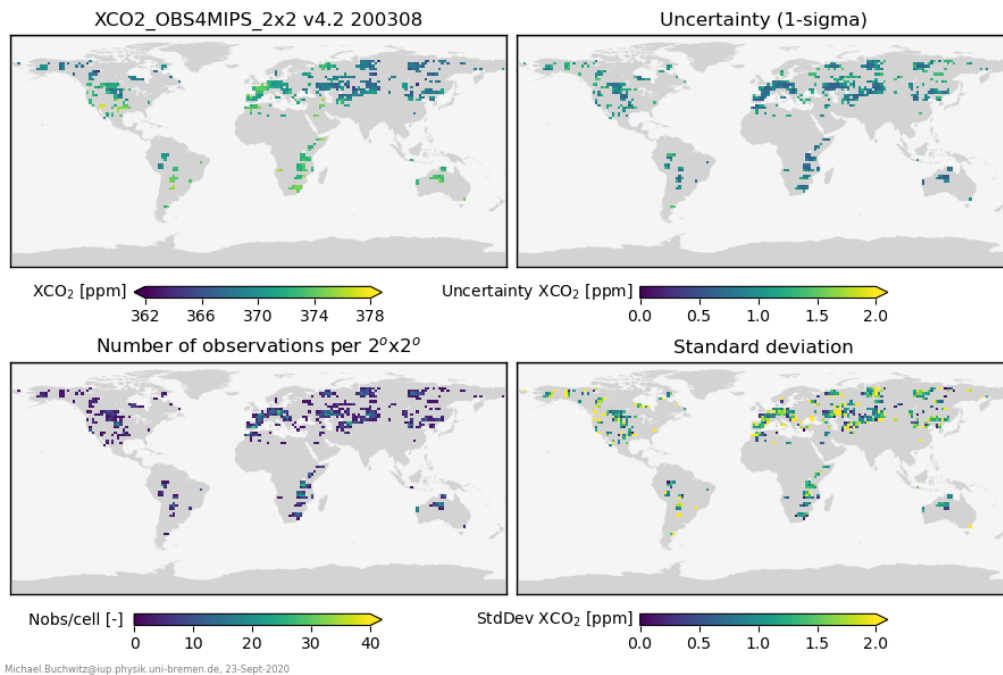 XCO₂_OBS4MIPS_2x2 v4.2 200308
Uncertainty (1-sigma)
XCO₂ [ppm]
362 366 370 374 378
Uncertainty XCO₂ [ppm]
0.0 0.5 1.0 1.5 2.0
Number of observations per 2°x2°
Standard deviation
Nobs/cell [-]
0 10 20 30 40
StdDev XCO₂ [ppm]
0.0 0.5 1.0 1.5 2.0
Michael.Buchwitz@iup.physik.uni-bremen.de, 23-Sept-2020